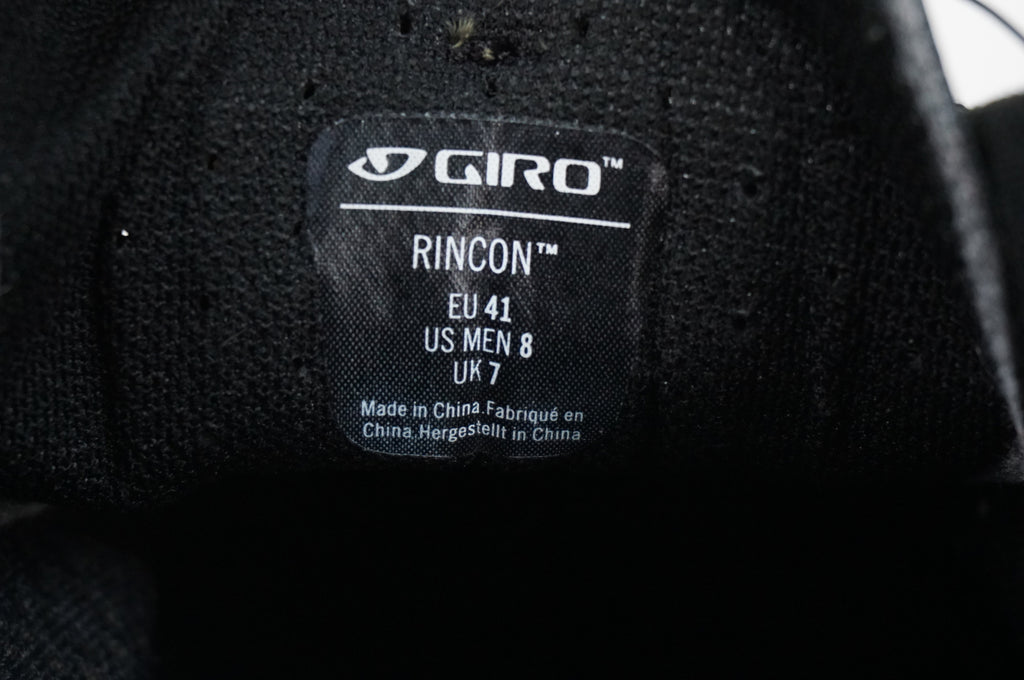 GIRO™
RINCON™
EU 41
US MEN 8
UK 7
Made in China.Fabriqué en
China.Hergestellt in China